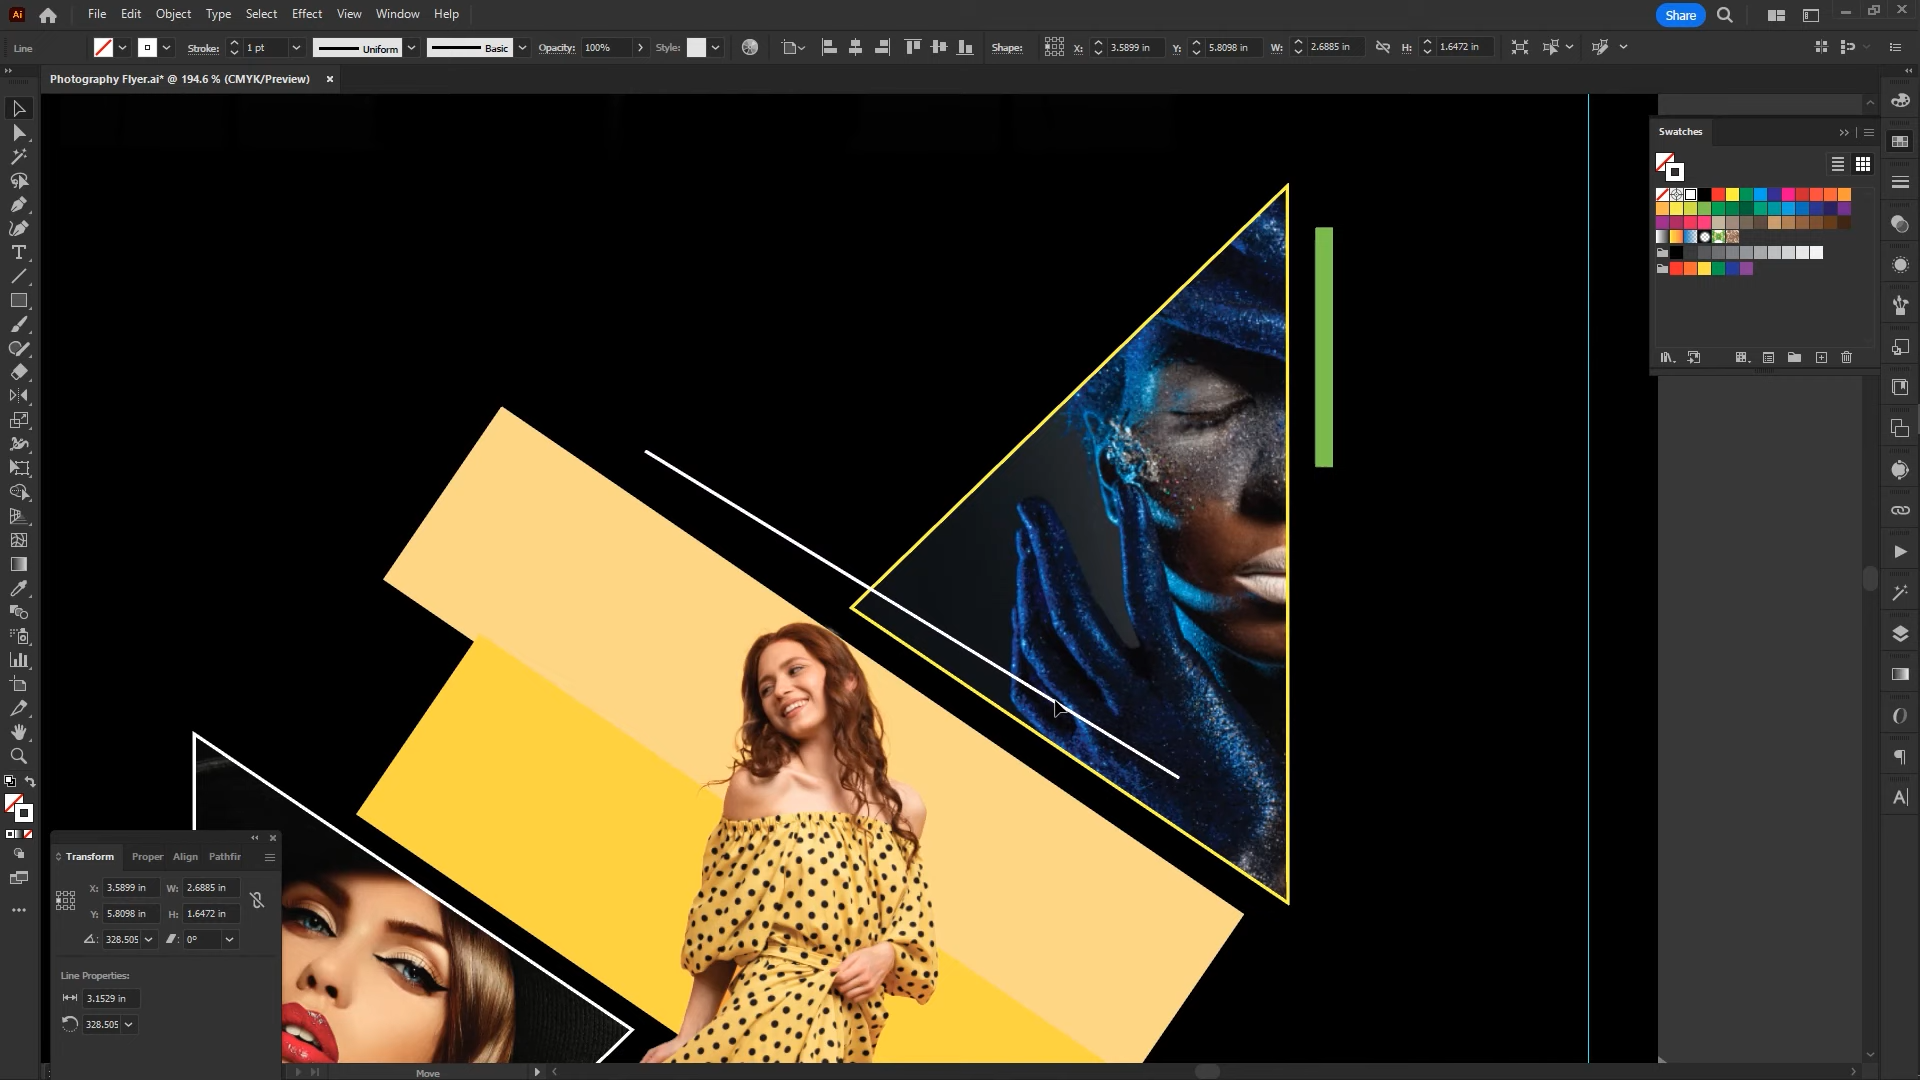 Ai File Edit Object Type Select Effect View Window Help Share
Line Stroke: 1 pt Uniform Basic Opacity: 100% Style: Shape: X: 3.5899 in Y: 5.8098 in W: 2.6885 in H: 1.6472 in
Photography Flyer.ai* @ 194.6 % (CMYK/Preview) ×
Swatches
Transform Proper Align Pathfir
X: 3.5899 in W: 2.6885 in
Y: 5.8098 in H: 1.6472 in
328.505 0°
Line Properties:
3.1529 in
328.505
Move